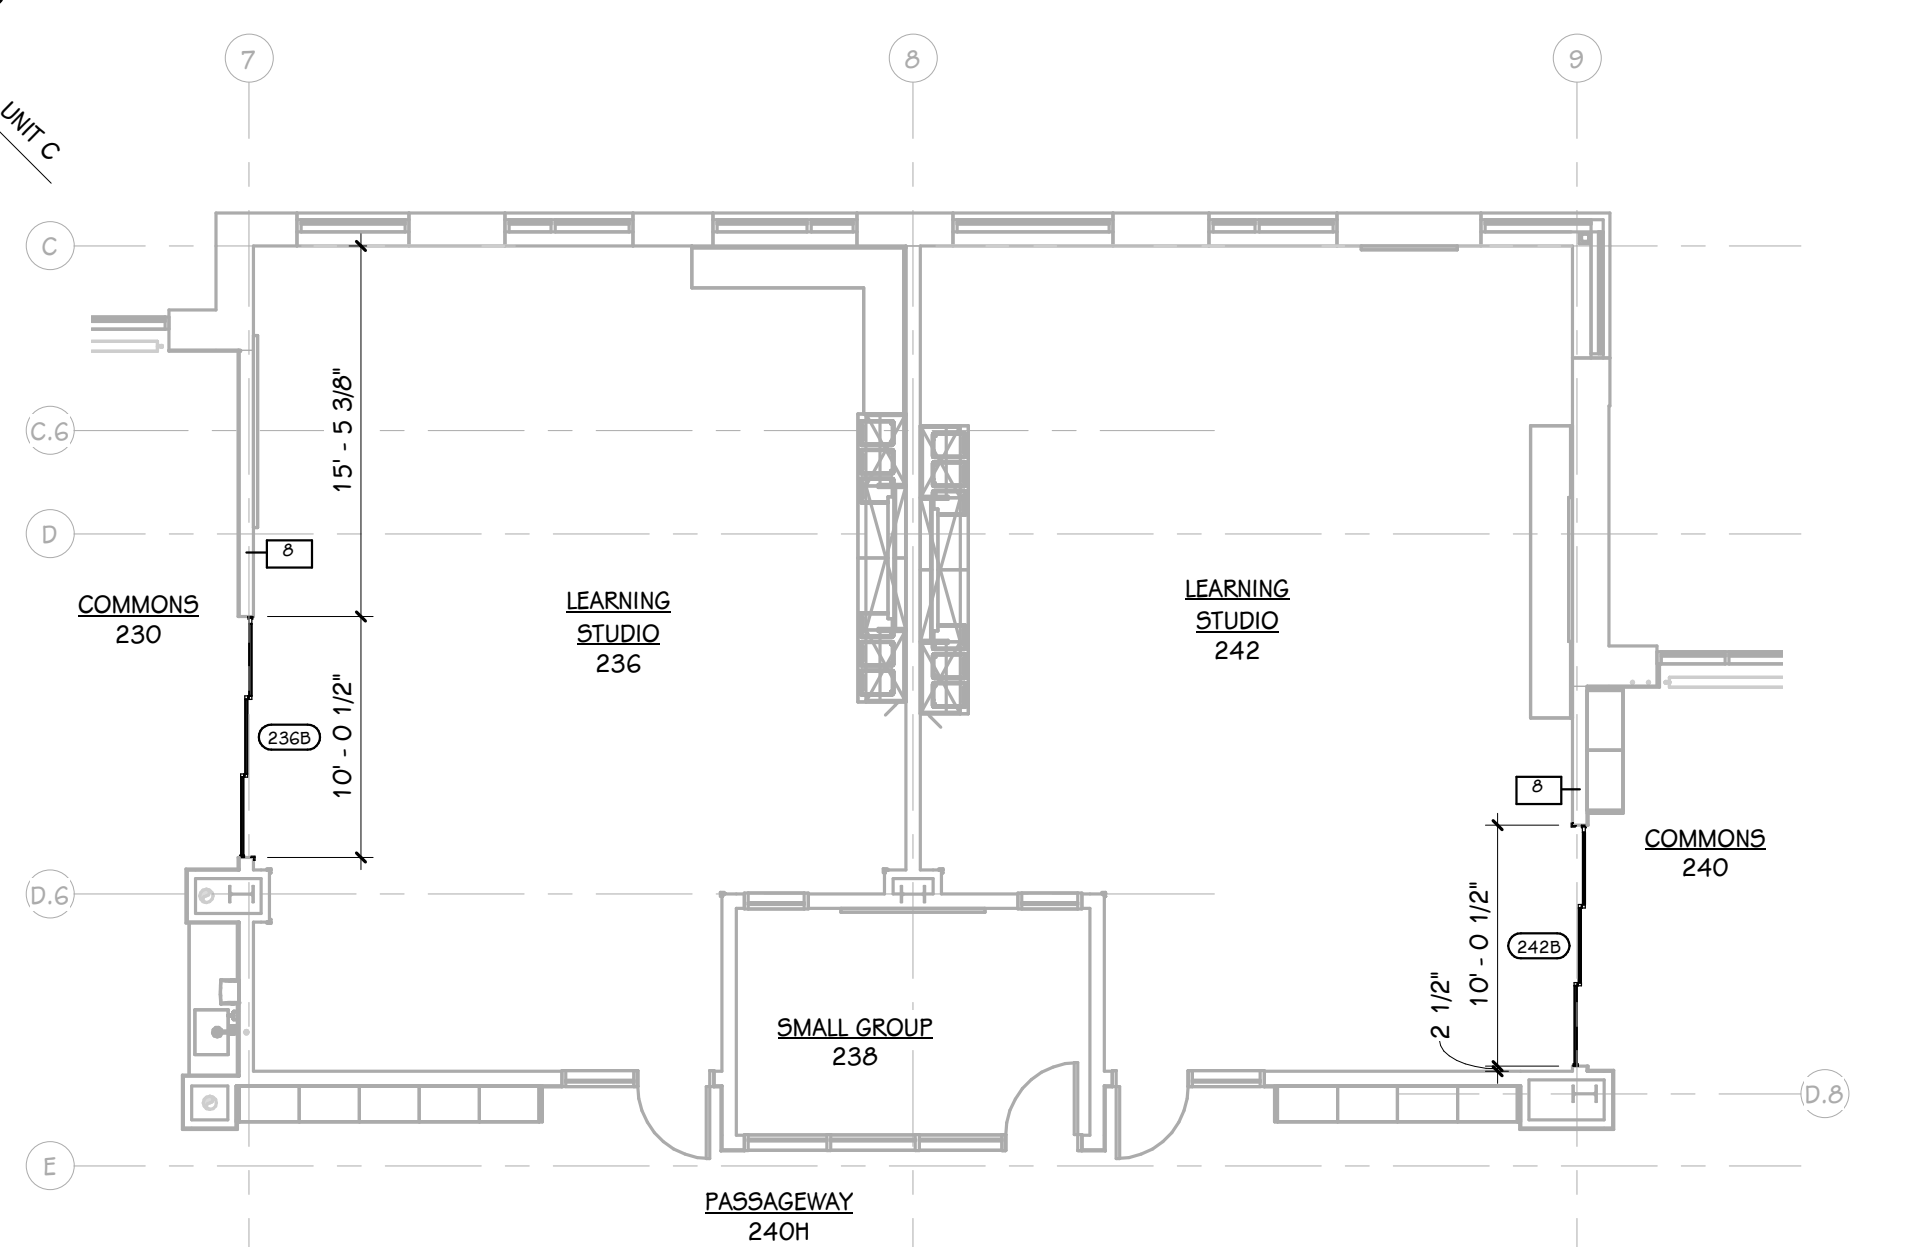 7
8
9
UNIT C
C
C.6
15' - 5 3/8"
D
8
COMMONS
230
LEARNING
STUDIO
236
LEARNING
STUDIO
242
236B
10' - 0 1/2"
8
COMMONS
240
D.6
10' - 0 1/2"
242B
2 1/2"
SMALL GROUP
238
D.8
E
PASSAGEWAY
240H